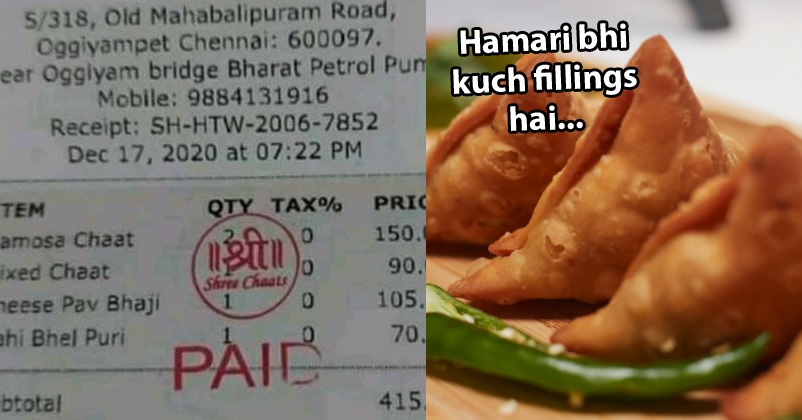 5/318, Old Mahabalipuram Road,
Oggiyampet Chennai: 600097.
ear Oggiyam bridge Bharat Petrol Pum
Mobile: 9884131916
Receipt: SH-HTW-2006-7852
Dec 17, 2020 at 07:22 PM
TEM QTY TAX% PRIC
amosa Chaat 2 0 150.
ixed Chaat 0 90.
heese Pav Bhaji 1 0 105.
ahi Bhel Puri 1 0 70.
॥श्री॥
Shree Chaats
PAID
btotal 415.
Hamari bhi
kuch fillings
hai...